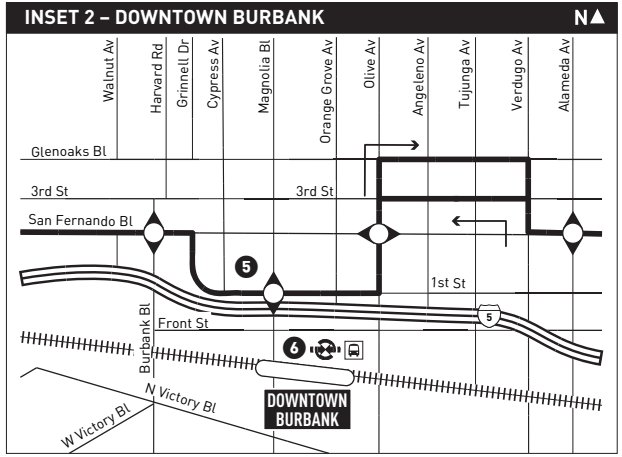 INSET 2 – DOWNTOWN BURBANK
N
Walnut Av
Harvard Rd
Grinnell Dr
Cypress Av
Magnolia Bl
Orange Grove Av
Olive Av
Angeleno Av
Tujunga Av
Verdugo Av
Alameda Av
Glenoaks Bl
3rd St
3rd St
San Fernando Bl
5
1st St
Burbank Bl
Front St
5
6
DOWNTOWN
BURBANK
N Victory Bl
W Victory Bl